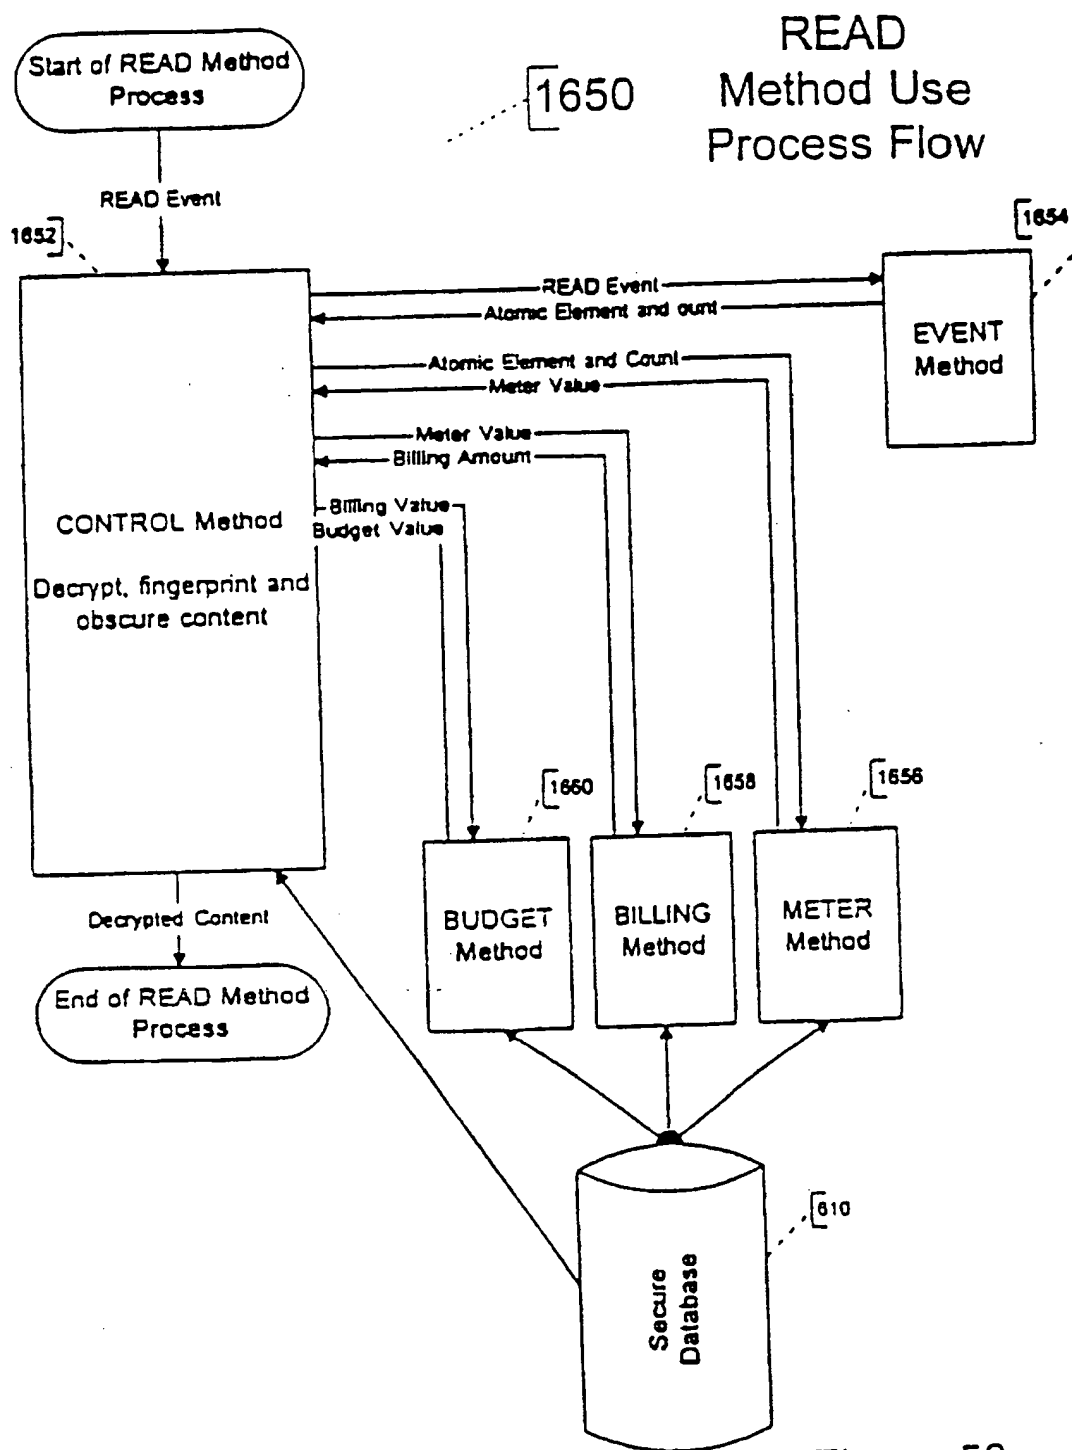 READ
Method Use
Process Flow
1650
Start of READ Method
Process
READ Event
1652
1654
READ Event
Atomic Element and ount
EVENT
Method
Atomic Element and Count
Meter Value
Meter Value
Billing Amount
Billing Value
Budget Value
CONTROL Method
Decrypt, fingerprint and
obscure content
1660
1658
1656
BUDGET
Method
BILLING
Method
METER
Method
Decrypted Content
End of READ Method
Process
610
Secure
Database